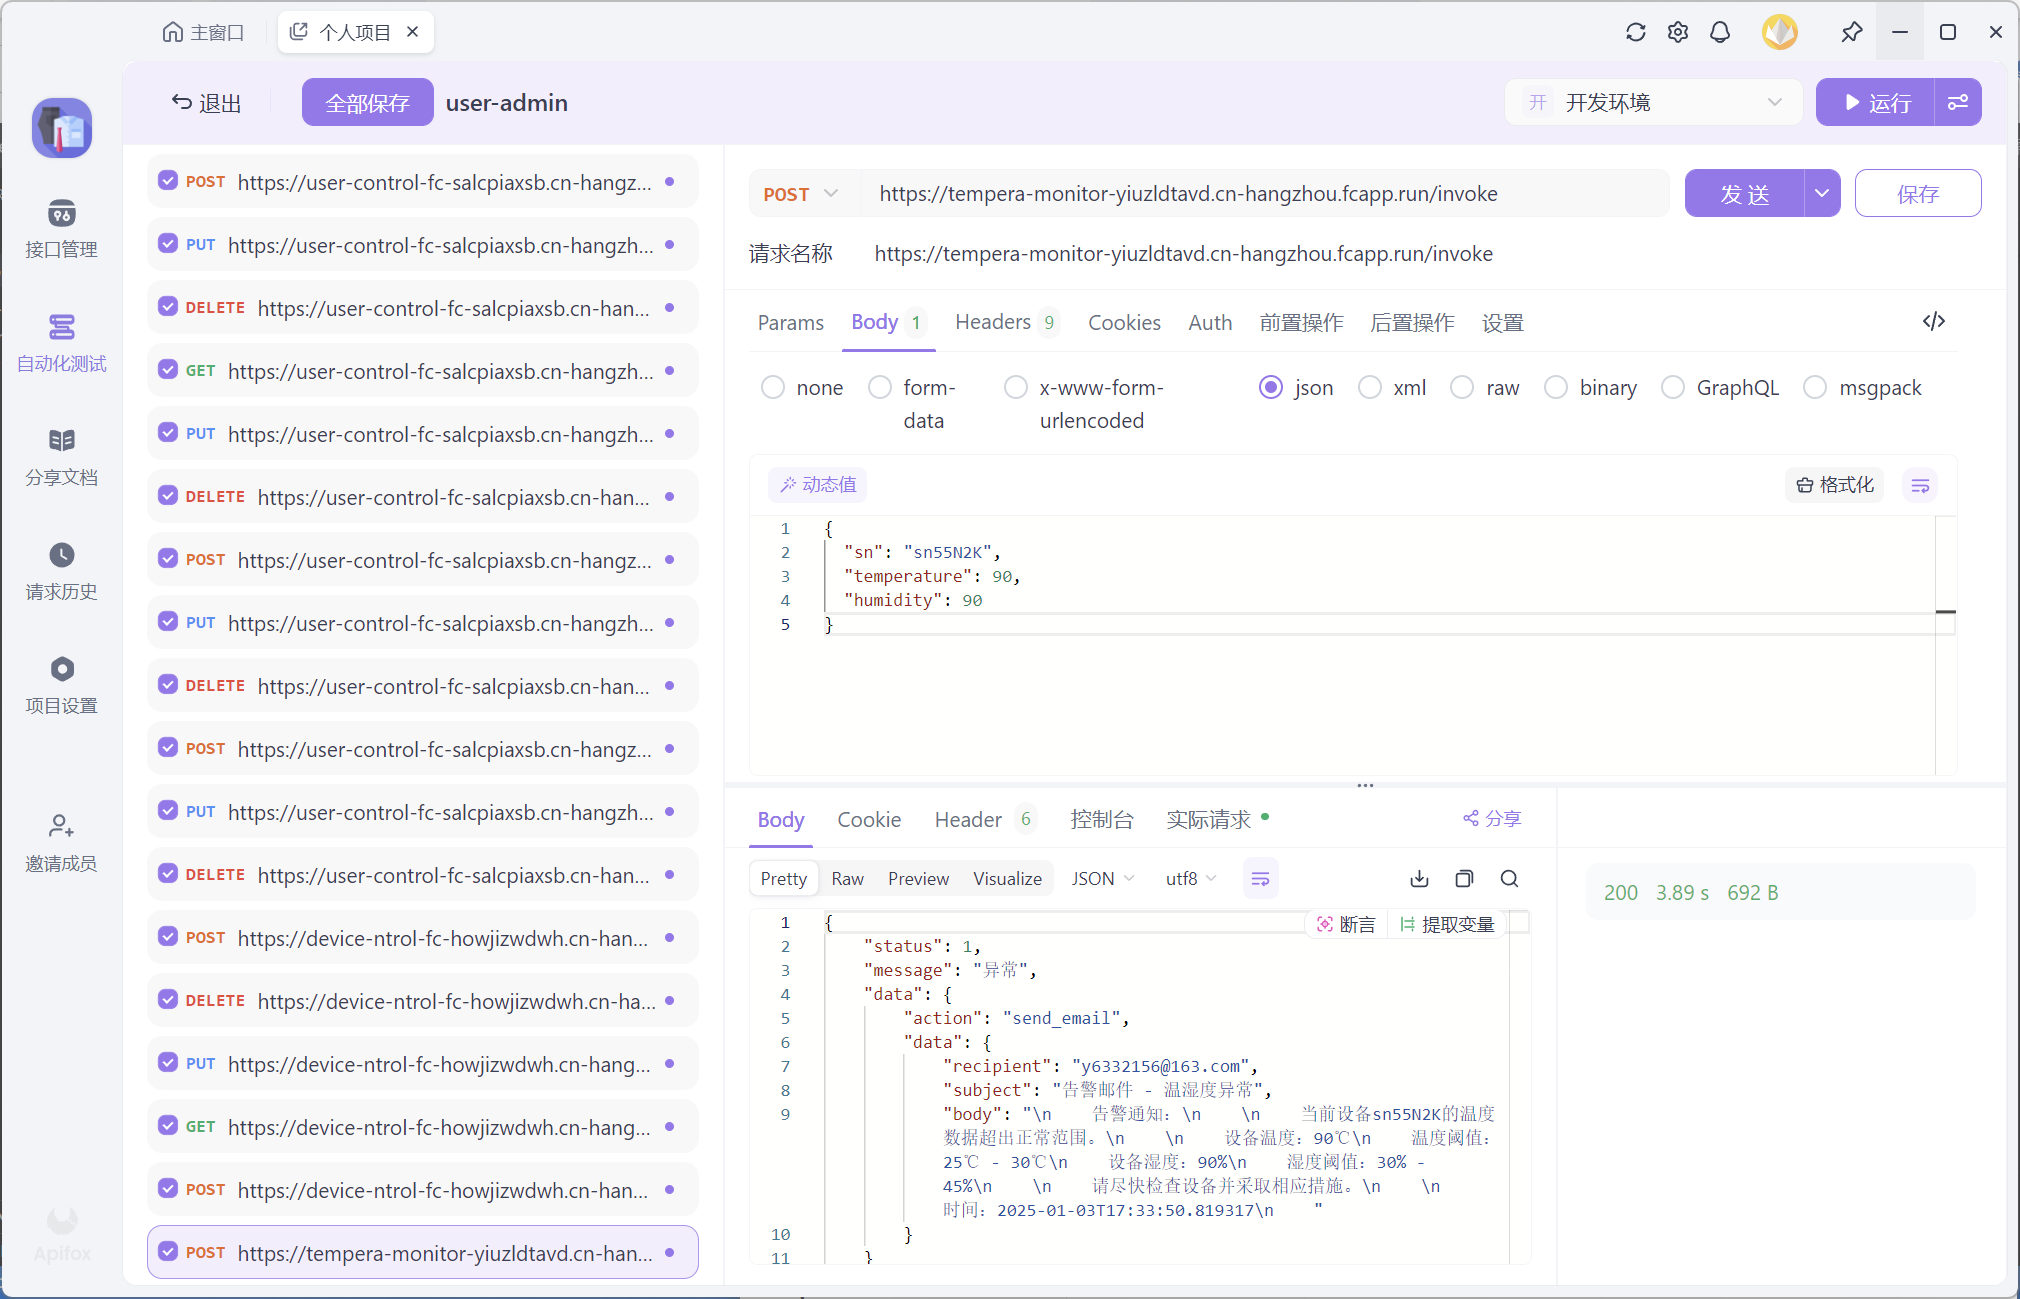 主窗口
个人项目
退出
全部保存
user-admin
开
开发环境
运行
接口管理
自动化测试
分享文档
请求历史
项目设置
邀请成员
Apifox
POST https://user-control-fc-salcpiaxsb.cn-hangz...
PUT https://user-control-fc-salcpiaxsb.cn-hangzh...
DELETE https://user-control-fc-salcpiaxsb.cn-han...
GET https://user-control-fc-salcpiaxsb.cn-hangzh...
PUT https://user-control-fc-salcpiaxsb.cn-hangzh...
DELETE https://user-control-fc-salcpiaxsb.cn-han...
POST https://user-control-fc-salcpiaxsb.cn-hangz...
PUT https://user-control-fc-salcpiaxsb.cn-hangzh...
DELETE https://user-control-fc-salcpiaxsb.cn-han...
POST https://user-control-fc-salcpiaxsb.cn-hangz...
PUT https://user-control-fc-salcpiaxsb.cn-hangzh...
DELETE https://user-control-fc-salcpiaxsb.cn-han...
POST https://device-ntrol-fc-howjizwdwh.cn-han...
DELETE https://device-ntrol-fc-howjizwdwh.cn-ha...
PUT https://device-ntrol-fc-howjizwdwh.cn-hang...
GET https://device-ntrol-fc-howjizwdwh.cn-hang...
POST https://device-ntrol-fc-howjizwdwh.cn-han...
POST https://tempera-monitor-yiuzldtavd.cn-han...
POST https://tempera-monitor-yiuzldtavd.cn-hangzhou.fcapp.run/invoke
发 送
保存
请求名称 https://tempera-monitor-yiuzldtavd.cn-hangzhou.fcapp.run/invoke
Params Body 1 Headers 9 Cookies Auth 前置操作 后置操作 设置
none form-data x-www-form-urlencoded json xml raw binary GraphQL msgpack
动态值
格式化
1 {
2 "sn": "sn55N2K",
3 "temperature": 90,
4 "humidity": 90
5 }
Body Cookie Header 6 控制台 实际请求
分享
Pretty Raw Preview Visualize JSON utf8
200 3.89 s 692 B
断言 提取变量
1 {
2 "status": 1,
3 "message": "异常",
4 "data": {
5 "action": "send_email",
6 "data": {
7 "recipient": "y6332156@163.com",
8 "subject": "告警邮件 - 温湿度异常",
9 "body": "\n    告警通知：\n    \n    当前设备sn55N2K的温度
数据超出正常范围。\n    \n    设备温度：90℃\n    温度阈值：
25℃ - 30℃\n    设备湿度：90%\n    湿度阈值：30% -
45%\n    \n    请尽快检查设备并采取相应措施。\n    \n
时间：2025-01-03T17:33:50.819317\n    "
10 }
11 }